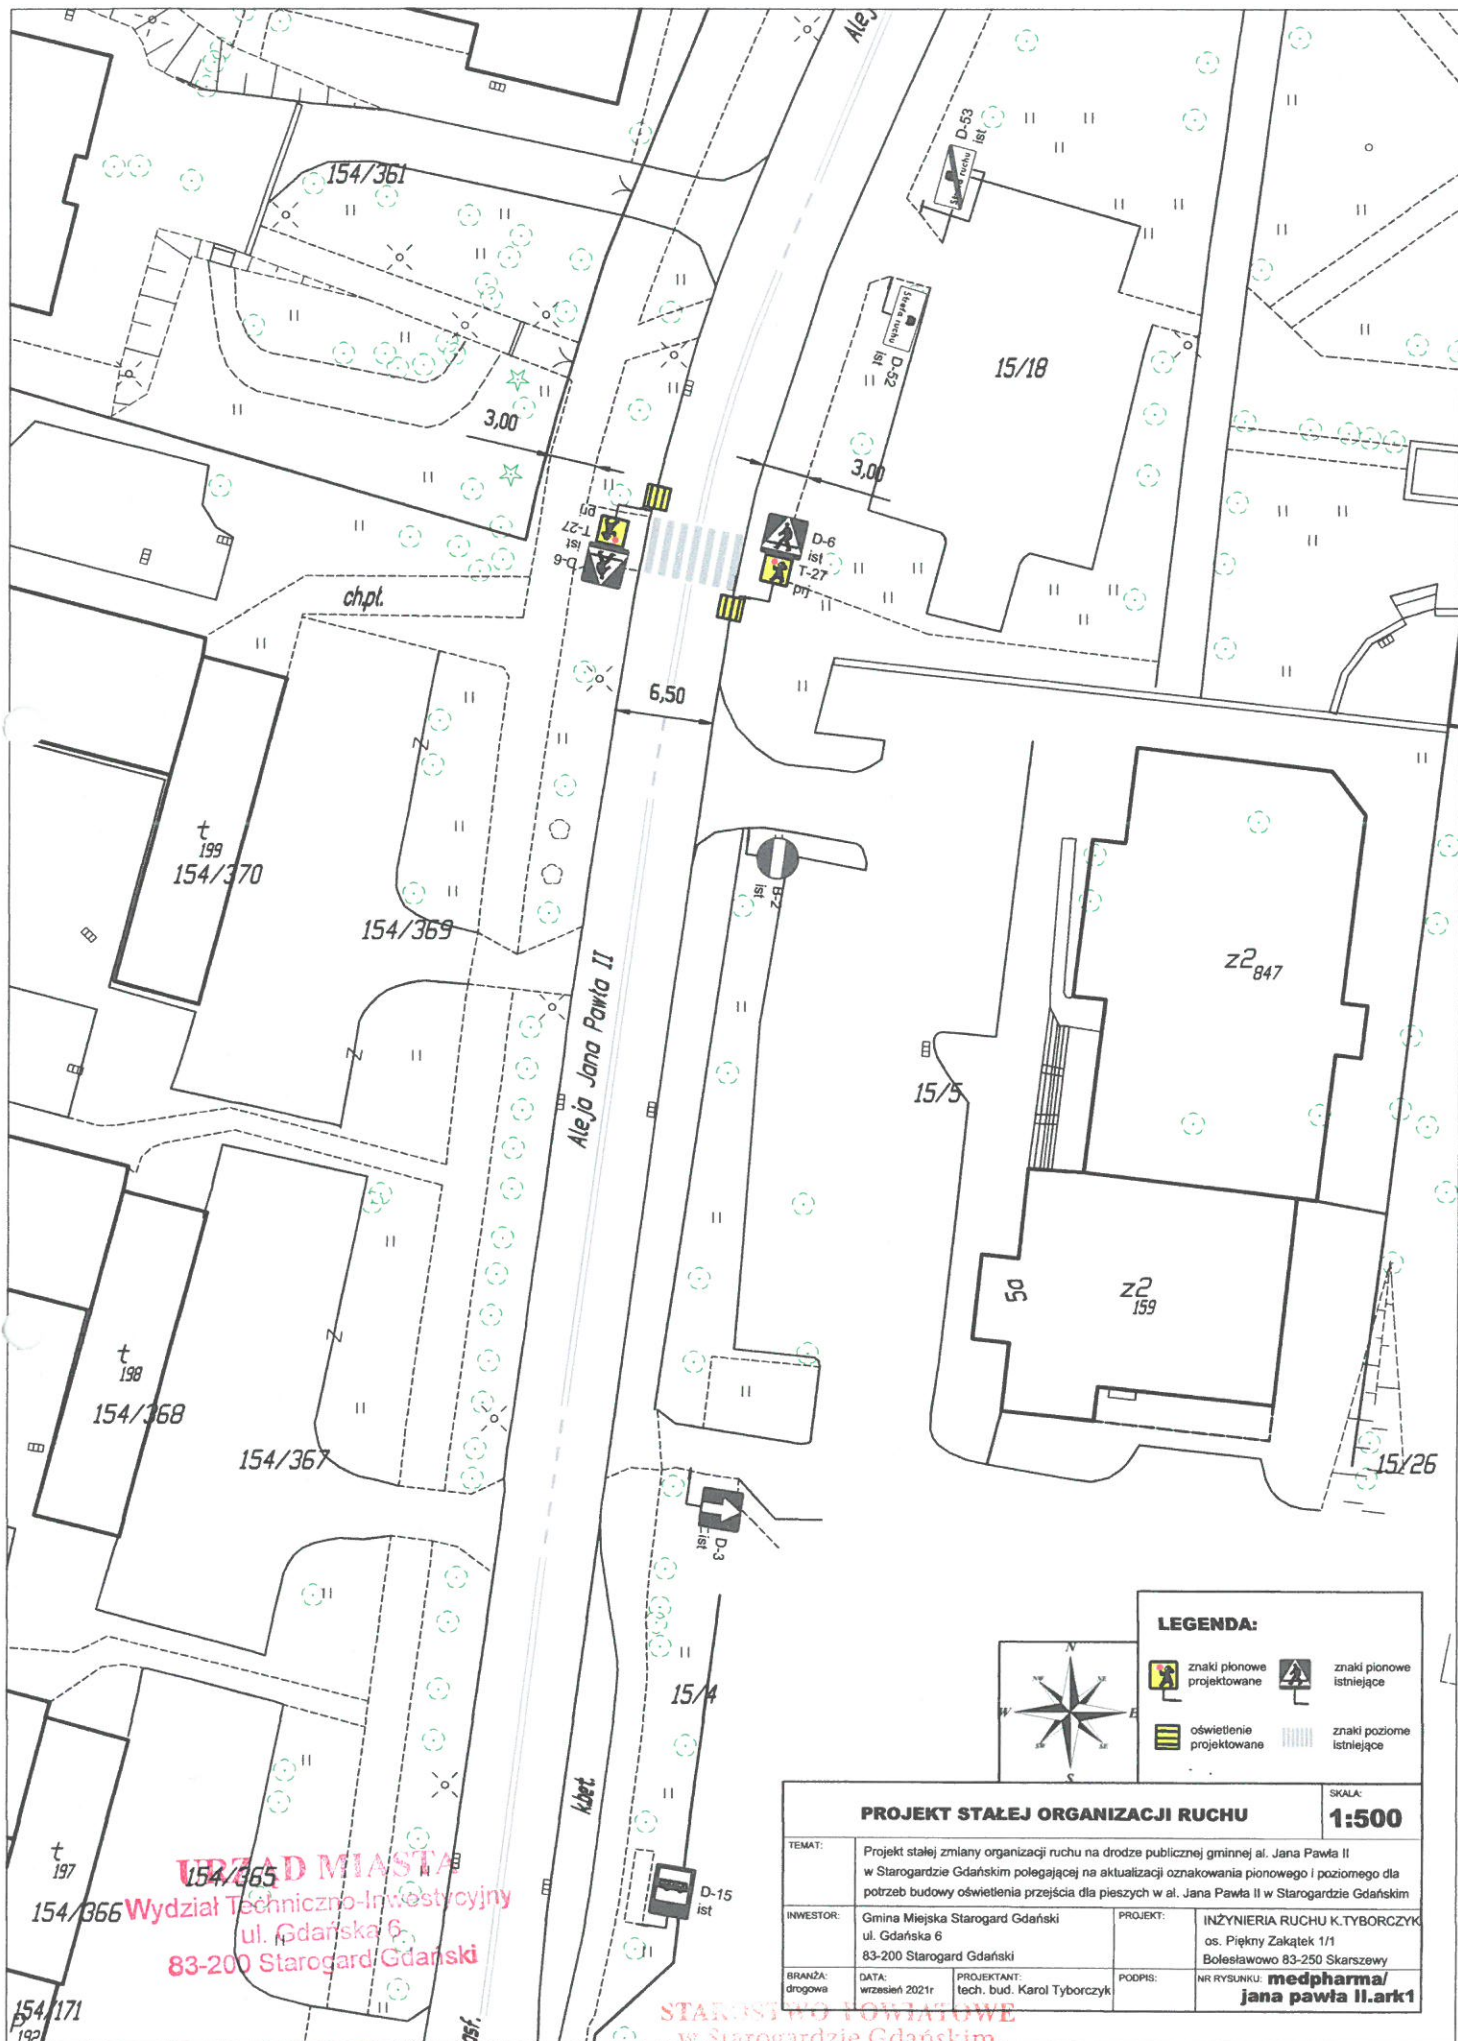 Alej
154/361
D-53
ist
Strefa ruchu
Strefa ruchu
D-52
ist
15/18
3,00
3,00
prj
T-27
ist
D-6
D-6
ist
T-27
prj
ch.pł.
6,50
t
199
154/370
154/369
B-2
ist
Aleja Jana Pawła II
z2
847
15/5
5a
z2
159
t
198
154/368
154/367
15/26
D-3
ist
15/4
k.bet.
D-15
ist
t
197
154/366
154/365
154/171
192
asf.
URZĄD MIASTA
Wydział Techniczno-Inwestycyjny
ul. Gdańska 6
83-200 Starogard Gdański
STAROSTWO POWIATOWE
w Starogardzie Gdańskim
N
W
E
S
LEGENDA:
znaki pionowe
projektowane
znaki pionowe
istniejące
oświetlenie
projektowane
znaki poziome
istniejące
PROJEKT STAŁEJ ORGANIZACJI RUCHU
SKALA:
1:500
TEMAT:
Projekt stałej zmiany organizacji ruchu na drodze publicznej gminnej al. Jana Pawła II
w Starogardzie Gdańskim polegającej na aktualizacji oznakowania pionowego i poziomego dla
potrzeb budowy oświetlenia przejścia dla pieszych w al. Jana Pawła II w Starogardzie Gdańskim
INWESTOR:
Gmina Miejska Starogard Gdański
ul. Gdańska 6
83-200 Starogard Gdański
PROJEKT:
INŻYNIERIA RUCHU K.TYBORCZYK
os. Piękny Zakątek 1/1
Bolesławowo 83-250 Skarszewy
BRANŻA:
drogowa
DATA:
wrzesień 2021r
PROJEKTANT:
tech. bud. Karol Tyborczyk
PODPIS:
NR RYSUNKU: medpharma/
jana pawła II.ark1